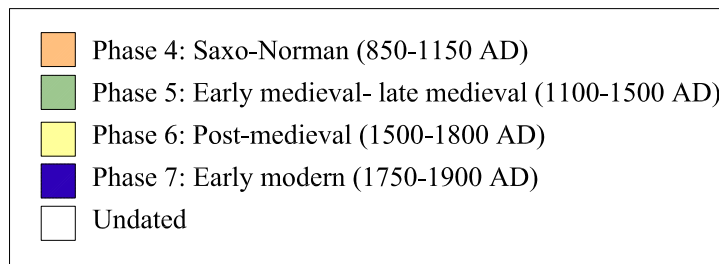 Phase 4: Saxo-Norman (850-1150 AD)
Phase 5: Early medieval- late medieval (1100-1500 AD)
Phase 6: Post-medieval (1500-1800 AD)
Phase 7: Early modern (1750-1900 AD)
Undated